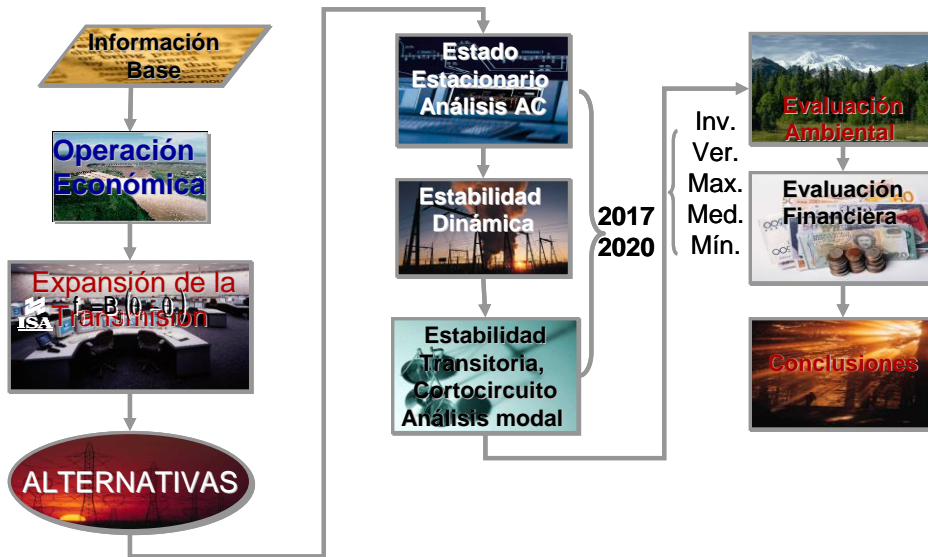 Información
Base
Operación
Económica
Expansión de la
Transmisión
ISA
ALTERNATIVAS
Estado
Estacionario
Análisis AC
Estabilidad
Dinámica
Estabilidad
Transitoria,
Cortocircuito
Análisis modal
2017
2020
Inv.
Ver.
Max.
Med.
Mín.
Evaluación
Ambiental
Evaluación
Financiera
Conclusiones